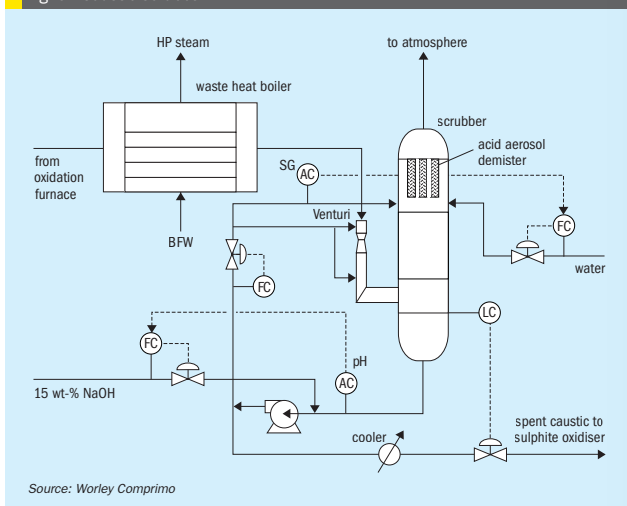 HP steam
to atmosphere
waste heat boiler
scrubber
acid aerosol
demister
SG
AC
from
oxidation
furnace
Venturi
FC
BFW
water
FC
LC
FC
pH
AC
15 wt-% NaOH
cooler
spent caustic to
sulphite oxidiser
Source: Worley Comprimo